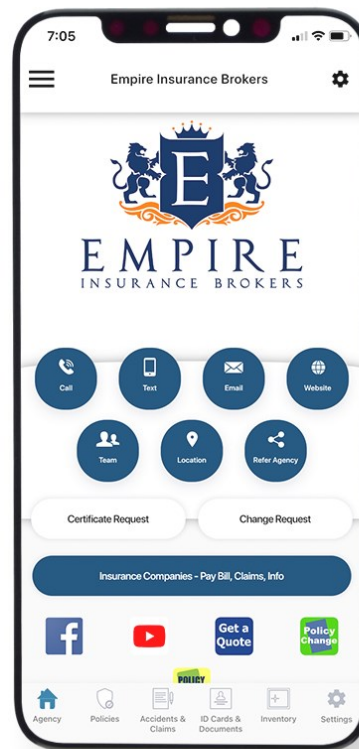 7:05
Empire Insurance Brokers
E
EMPIRE
INSURANCE BROKERS
Call Text Email Website
Team Location Refer Agency
Certificate Request Change Request
Insurance Companies - Pay Bill, Claims, Info
f Get a Quote Policy Change
POLICY
Agency Policies Accidents & Claims ID Cards & Documents Inventory Settings